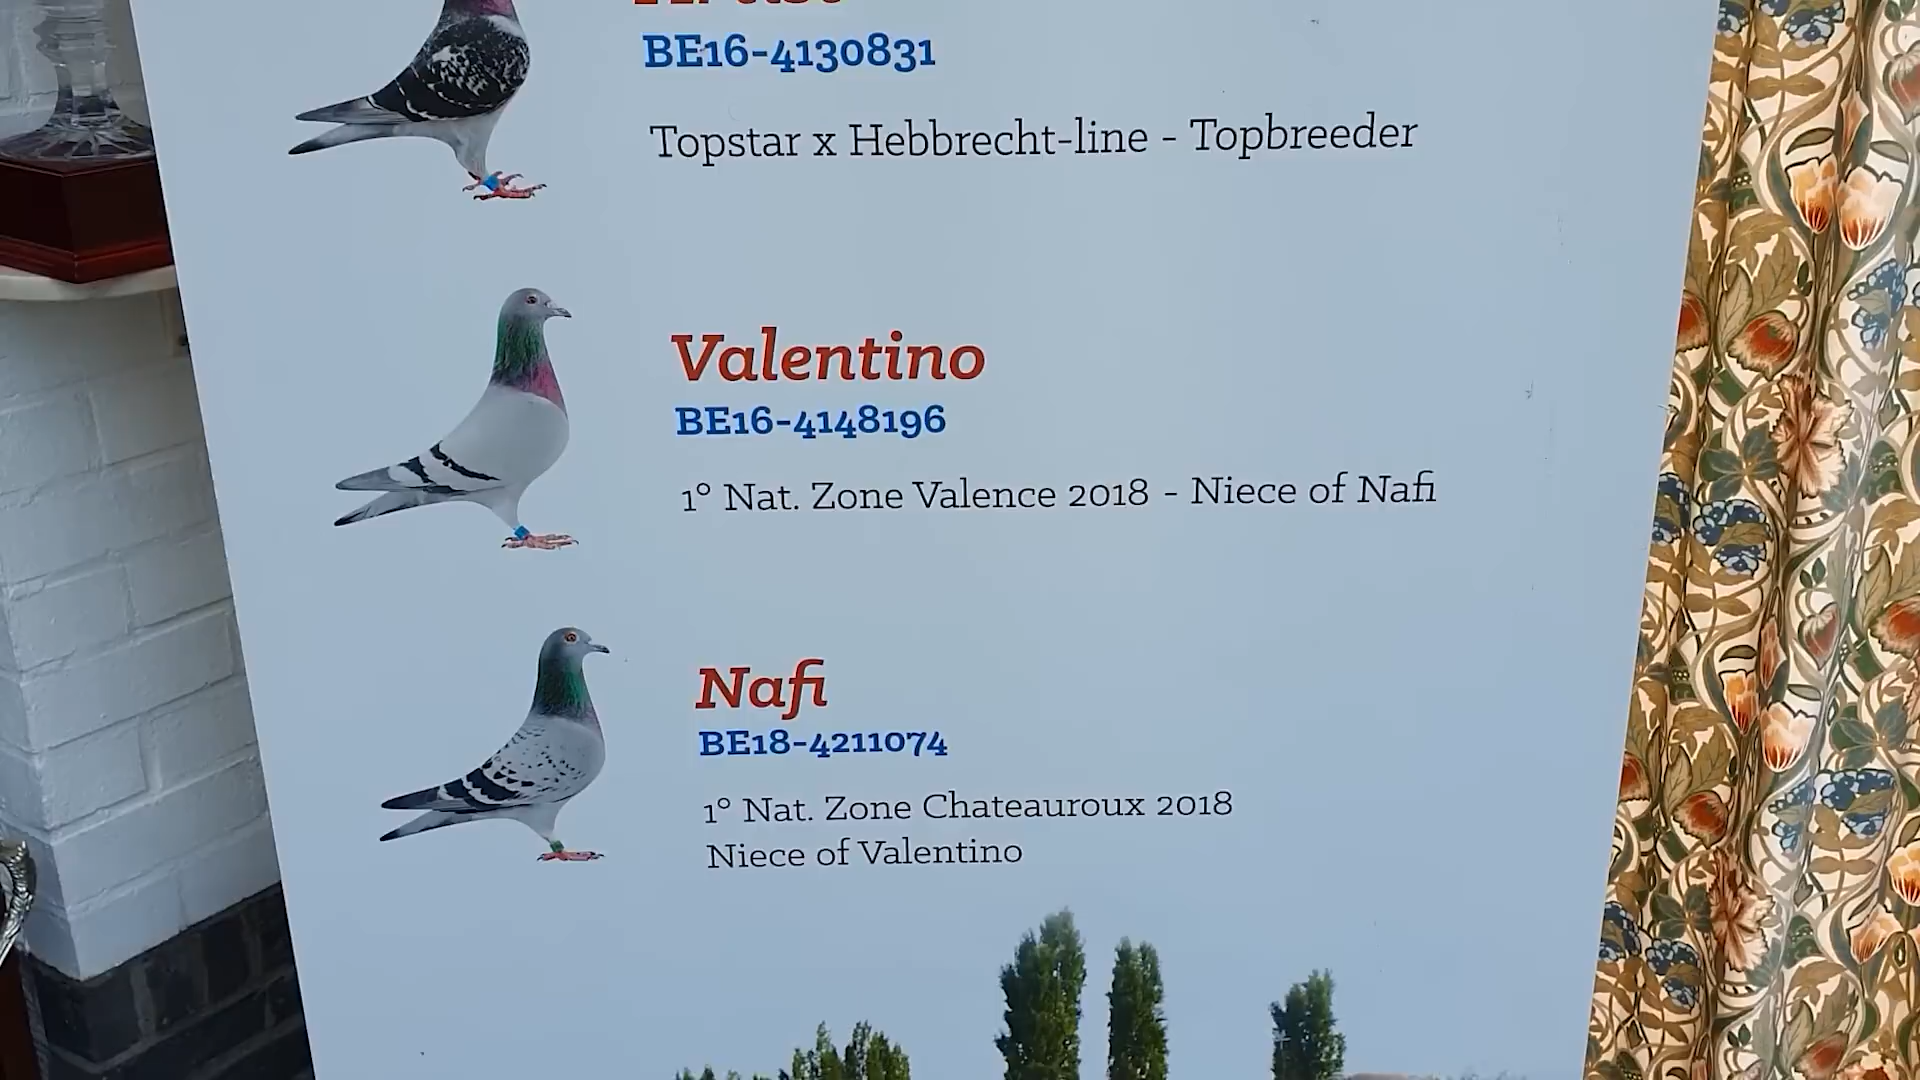 BE16-4130831
Topstar x Hebbrecht-line - Topbreeder
Valentino
BE16-4148196
1° Nat. Zone Valence 2018 - Niece of Nafi
Nafi
BE18-4211074
1° Nat. Zone Chateauroux 2018
Niece of Valentino